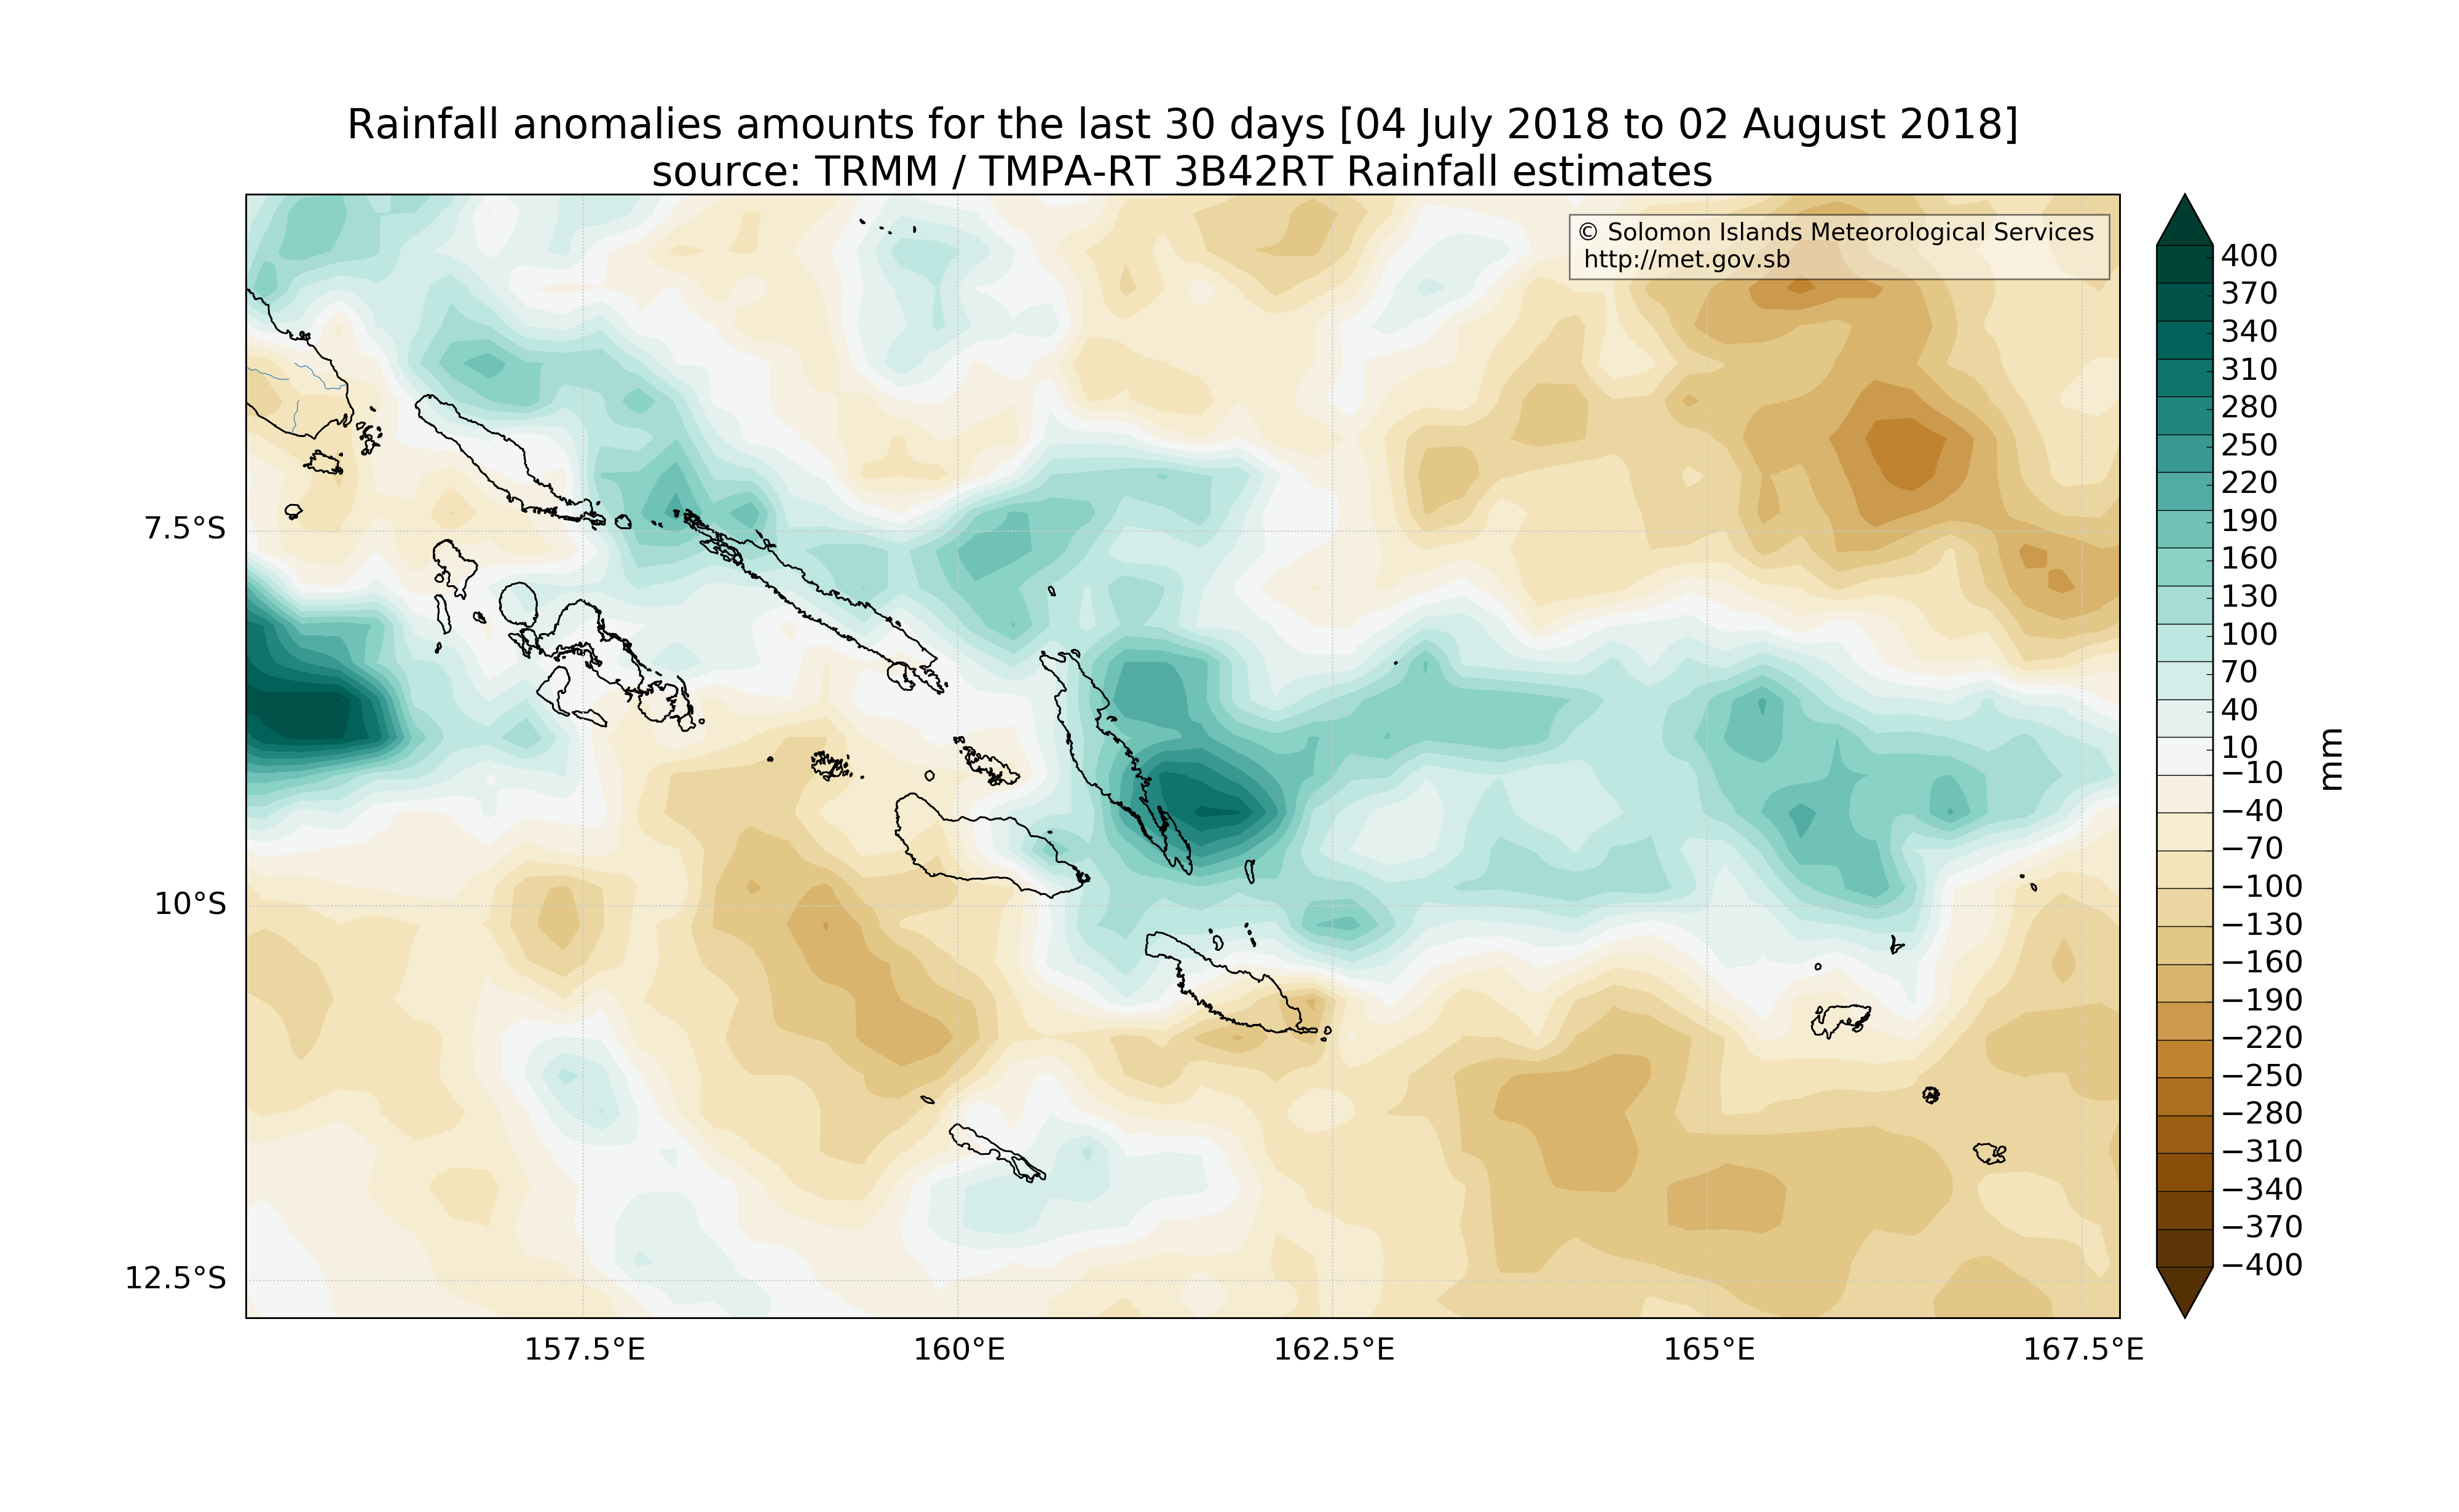 Rainfall anomalies amounts for the last 30 days [04 July 2018 to 02 August 2018]
source: TRMM / TMPA-RT 3B42RT Rainfall estimates
© Solomon Islands Meteorological Services
http://met.gov.sb
7.5°S
10°S
12.5°S
157.5°E
160°E
162.5°E
165°E
167.5°E
400
370
340
310
280
250
220
190
160
130
100
70
40
10
−10
−40
−70
−100
−130
−160
−190
−220
−250
−280
−310
−340
−370
−400
mm